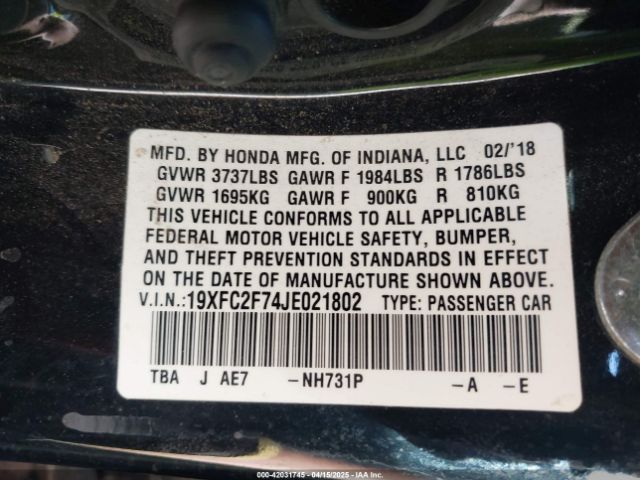 MFD. BY HONDA MFG. OF INDIANA, LLC 02/'18
GVWR 3737LBS GAWR F 1984LBS R 1786LBS
GVWR 1695KG GAWR F 900KG R 810KG
THIS VEHICLE CONFORMS TO ALL APPLICABLE
FEDERAL MOTOR VEHICLE SAFETY, BUMPER,
AND THEFT PREVENTION STANDARDS IN EFFECT
ON THE DATE OF MANUFACTURE SHOWN ABOVE.
V.I.N.:19XFC2F74JE021802 TYPE: PASSENGER CAR
TBA J AE7 –NH731P –A –E
000-42031745 - 04/15/2025 - IAA Inc.